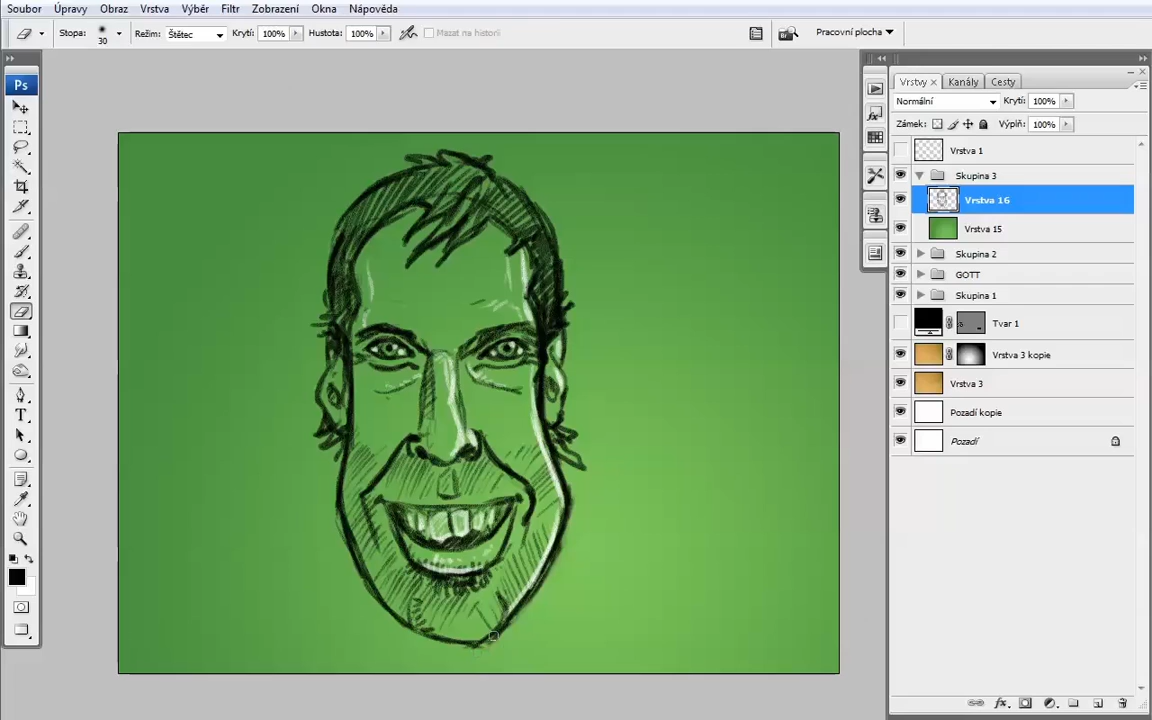 Soubor Úpravy Obraz Vrstva Výběr Filtr Zobrazení Okna Nápověda
Stopa: 30 Režim: Štětec Krytí: 100% Hustota: 100% Mazat na historii Pracovní plocha
Ps
T
Vrstvy × Kanály Cesty
Normální Krytí: 100%
Zámek: Výplň: 100%
Vrstva 1
Skupina 3
Vrstva 16
Vrstva 15
Skupina 2
GOTT
Skupina 1
Tvar 1
Vrstva 3 kopie
Vrstva 3
Pozadí kopie
Pozadí
fx